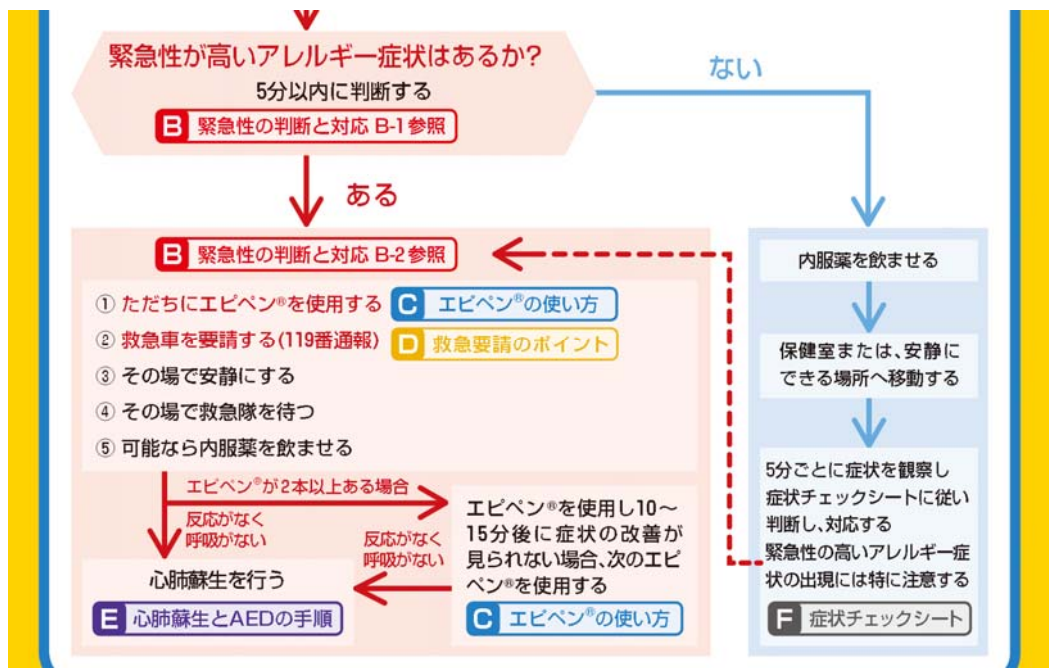 緊急性が高いアレルギー症状はあるか?
5分以内に判断する
B 緊急性の判断と対応 B-1参照
ない
ある
B 緊急性の判断と対応 B-2参照
① ただちにエピペン®を使用する C エピペン®の使い方
② 救急車を要請する(119番通報) D 救急要請のポイント
③ その場で安静にする
④ その場で救急隊を待つ
⑤ 可能なら内服薬を飲ませる
エピペン®が2本以上ある場合
反応がなく
呼吸がない
エピペン®を使用し10~
15分後に症状の改善が
見られない場合、次のエピ
ペン®を使用する
C エピペン®の使い方
反応がなく
呼吸がない
心肺蘇生を行う
E 心肺蘇生とAEDの手順
内服薬を飲ませる
保健室または、安静に
できる場所へ移動する
5分ごとに症状を観察し
症状チェックシートに従い
判断し、対応する
緊急性の高いアレルギー症
状の出現には特に注意する
F 症状チェックシート